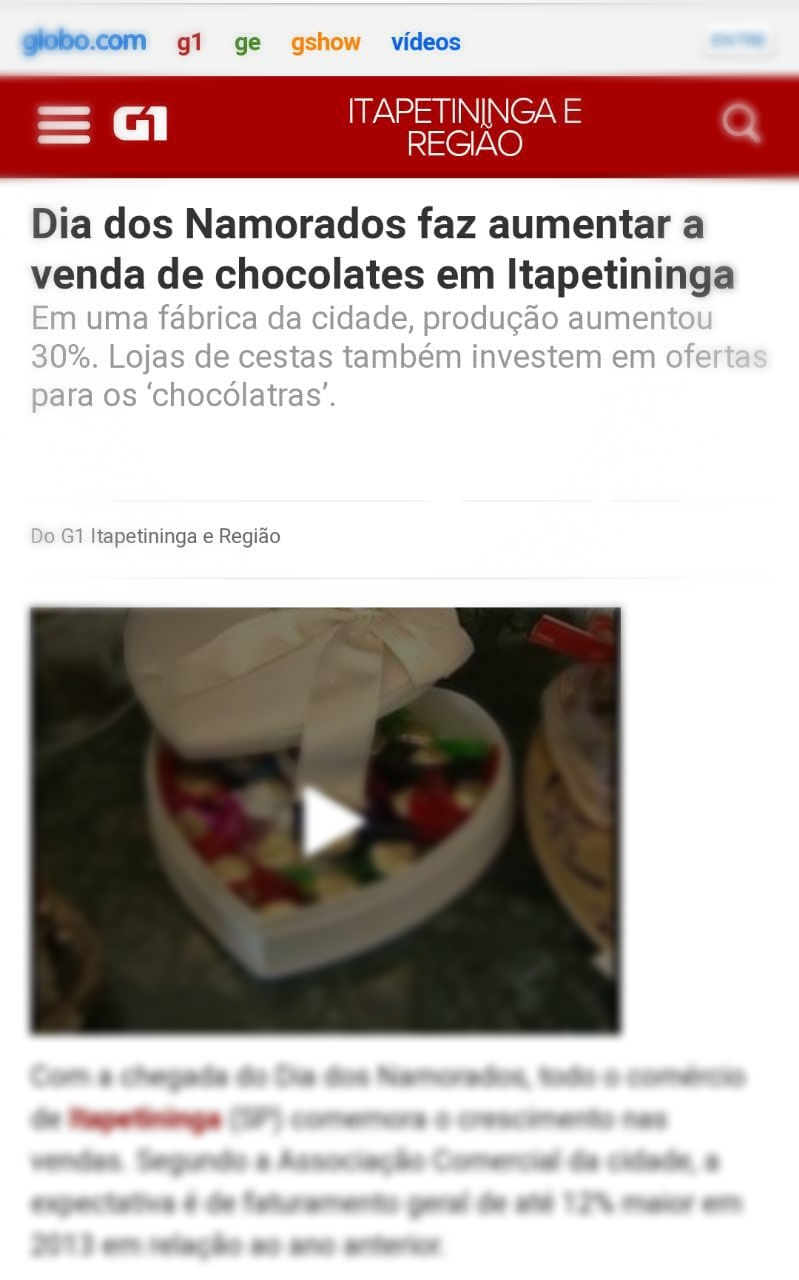 globo.com g1 ge gshow vídeos ENTRE
G1 ITAPETININGA E
REGIÃO
Dia dos Namorados faz aumentar a
venda de chocolates em Itapetininga
Em uma fábrica da cidade, produção aumentou
30%. Lojas de cestas também investem em ofertas
para os ‘chocólatras’.
Do G1 Itapetininga e Região
Com a chegada do Dia dos Namorados, todo o comércio
de Itapetininga (SP) comemora o crescimento nas
vendas. Segundo a Associação Comercial da cidade, a
expectativa é de faturamento geral de até 12% maior em
2013 em relação ao ano anterior.